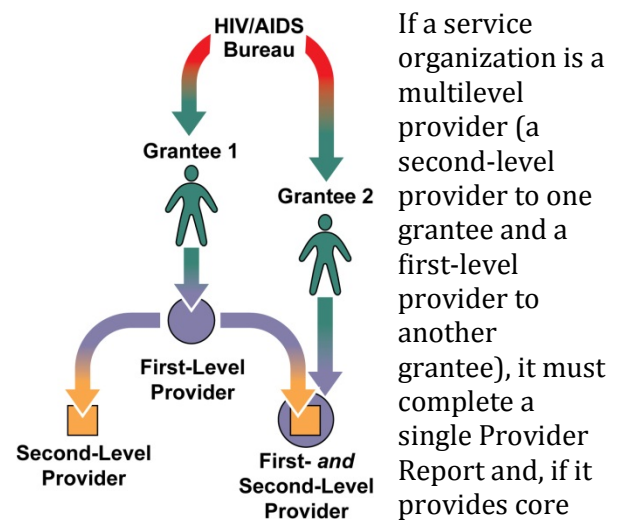 HIV/AIDS
Bureau
Grantee 1
Grantee 2
First-Level
Provider
Second-Level
Provider
First- and
Second-Level
Provider
If a service
organization is a
multilevel
provider (a
second-level
provider to one
grantee and a
first-level
provider to
another
grantee), it must
complete a
single Provider
Report and, if it
provides core